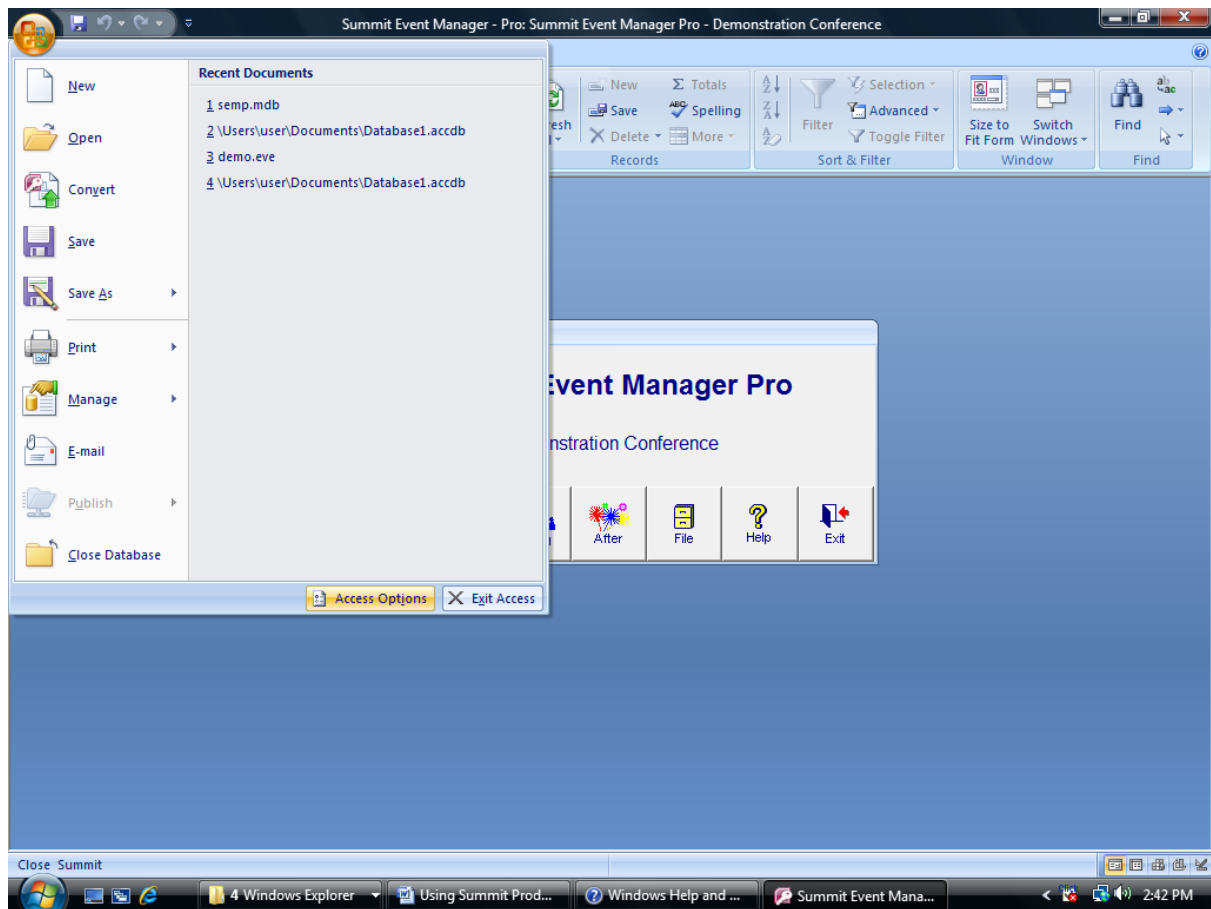 Summit Event Manager - Pro: Summit Event Manager Pro - Demonstration Conference
New
Open
Convert
Save
Save As
Print
Manage
E-mail
Publish
Close Database
Recent Documents
1 semp.mdb
2 \Users\user\Documents\Database1.accdb
3 demo.eve
4 \Users\user\Documents\Database1.accdb
Access Options
Exit Access
esh
New
Save
Delete
Totals
Spelling
More
Records
Filter
Selection
Advanced
Toggle Filter
Sort & Filter
Size to
Fit Form
Switch
Windows
Window
Find
Find
Event Manager Pro
nstration Conference
After
File
Help
Exit
Close Summit
4 Windows Explorer
Using Summit Prod...
Windows Help and ...
Summit Event Mana...
2:42 PM